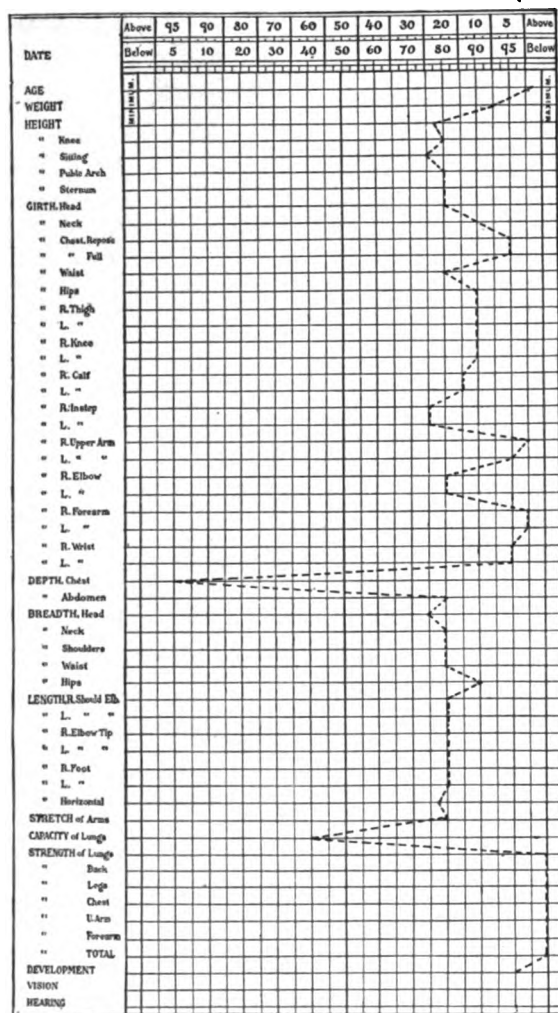 Above 95 90 80 70 60 50 40 30 20 10 5 Above
Below 5 10 20 30 40 50 60 70 80 90 95 Below
DATE
MINIMUM.
MAXIMUM.
AGE
WEIGHT
HEIGHT
" Knee
" Sitting
" Pubic Arch
" Sternum
GIRTH, Head
" Neck
" Chest, Repose
" " Full
" Waist
" Hips
" R. Thigh
" L. "
" R. Knee
" L. "
" R. Calf
" L. "
" R. Instep
" L. "
" R. Upper Arm
" L. " "
" R. Elbow
" L. "
" R. Forearm
" L. "
" R. Wrist
" L. "
DEPTH, Chest
" Abdomen
BREADTH, Head
" Neck
" Shoulders
" Waist
" Hips
LENGTH, R. Should Elb.
" L. " "
" R. Elbow Tip
" L. " "
" R. Foot
" L. "
" Horizontal
STRETCH of Arms
CAPACITY of Lungs
STRENGTH of Lungs
" Back
" Legs
" Chest
" U. Arm
" Forearm
" TOTAL
DEVELOPMENT
VISION
HEARING